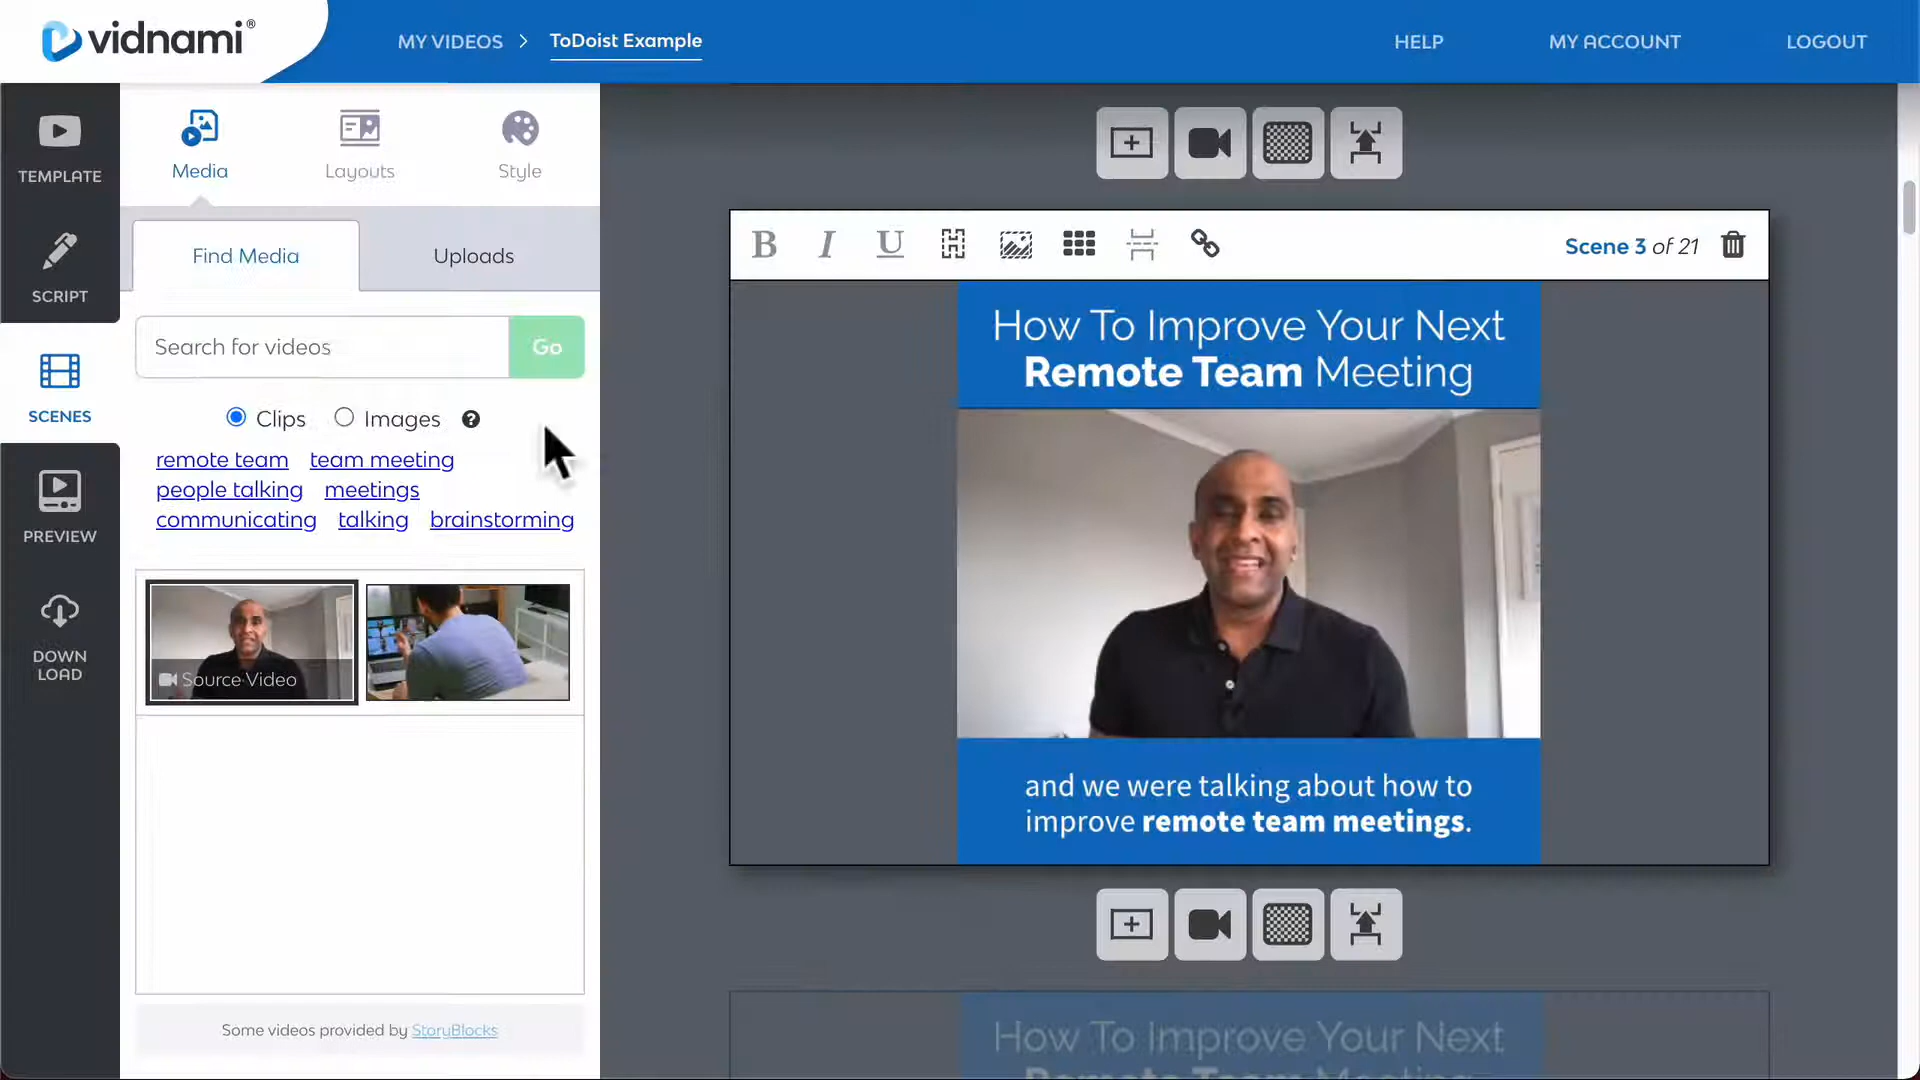 vidnami®
MY VIDEOS > ToDoist Example
HELP
MY ACCOUNT
LOGOUT
TEMPLATE
SCRIPT
SCENES
PREVIEW
DOWN
LOAD
Media
Layouts
Style
Find Media
Uploads
Search for videos
Go
Clips
Images
?
remote team team meeting
people talking meetings
communicating talking brainstorming
Source Video
Some videos provided by StoryBlocks
B I U H
Scene 3 of 21
How To Improve Your Next
Remote Team Meeting
and we were talking about how to
improve remote team meetings.
How To Improve Your Next
Remote Team Meeting